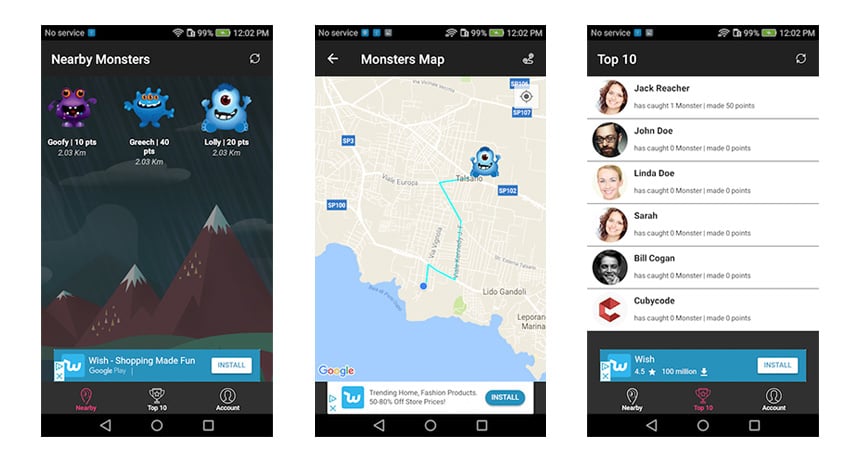 No service 99% 12:02 PM
Nearby Monsters
Goofy | 10 pts
2.03 Km
Greech | 40
pts
2.03 Km
Lolly | 20 pts
2.03 Km
Wish - Shopping Made Fun
Google Play |
INSTALL
Nearby
Top 10
Account
No service 99% 12:02 PM
Monsters Map
SP106
SP107
SP3
Viale Europa
Talsano
SP102
SP100
Via Vignola
Viale Kennedy J. F.
Str. Esterna Talsano
Lido Gandoli
Leporano
Marina
Google
Trending Home, Fashion Products.
50-80% Off Store Prices!
INSTALL
No service 99% 12:02 PM
Top 10
Jack Reacher
has caught 1 Monster | made 50 points
John Doe
has caught 0 Monster | made 0 points
Linda Doe
has caught 0 Monster | made 0 points
Sarah
has caught 0 Monster | made 0 points
Bill Cogan
has caught 0 Monster | made 0 points
Cubycode
has caught 0 Monster | made 0 points
Wish
4.5 ★ 100 million
INSTALL
Nearby
Top 10
Account